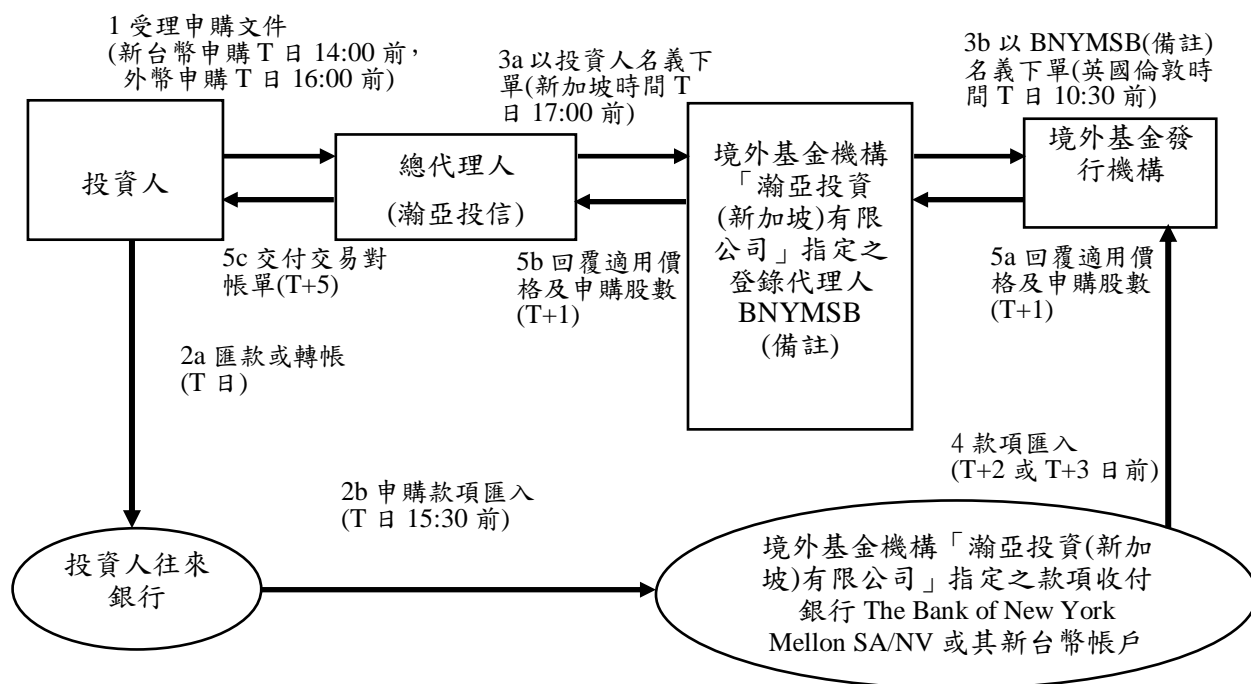 1 受理申購文件
(新台幣申購 T 日 14:00 前，
外幣申購 T 日 16:00 前)
3a 以投資人名義下
單(新加坡時間 T
日 17:00 前)
3b 以 BNYMSB(備註)
名義下單(英國倫敦時
間 T 日 10:30 前)
投資人
總代理人
(瀚亞投信)
境外基金機構
「瀚亞投資
(新加坡)有限
公司」指定之
登錄代理人
BNYMSB
(備註)
境外基金發
行機構
5c 交付交易對
帳單(T+5)
5b 回覆適用價
格及申購股數
(T+1)
5a 回覆適用價
格及申購股數
(T+1)
2a 匯款或轉帳
(T 日)
4 款項匯入
(T+2 或 T+3 日前)
2b 申購款項匯入
(T 日 15:30 前)
投資人往來
銀行
境外基金機構「瀚亞投資(新加
坡)有限公司」指定之款項收付
銀行 The Bank of New York
Mellon SA/NV 或其新台幣帳戶